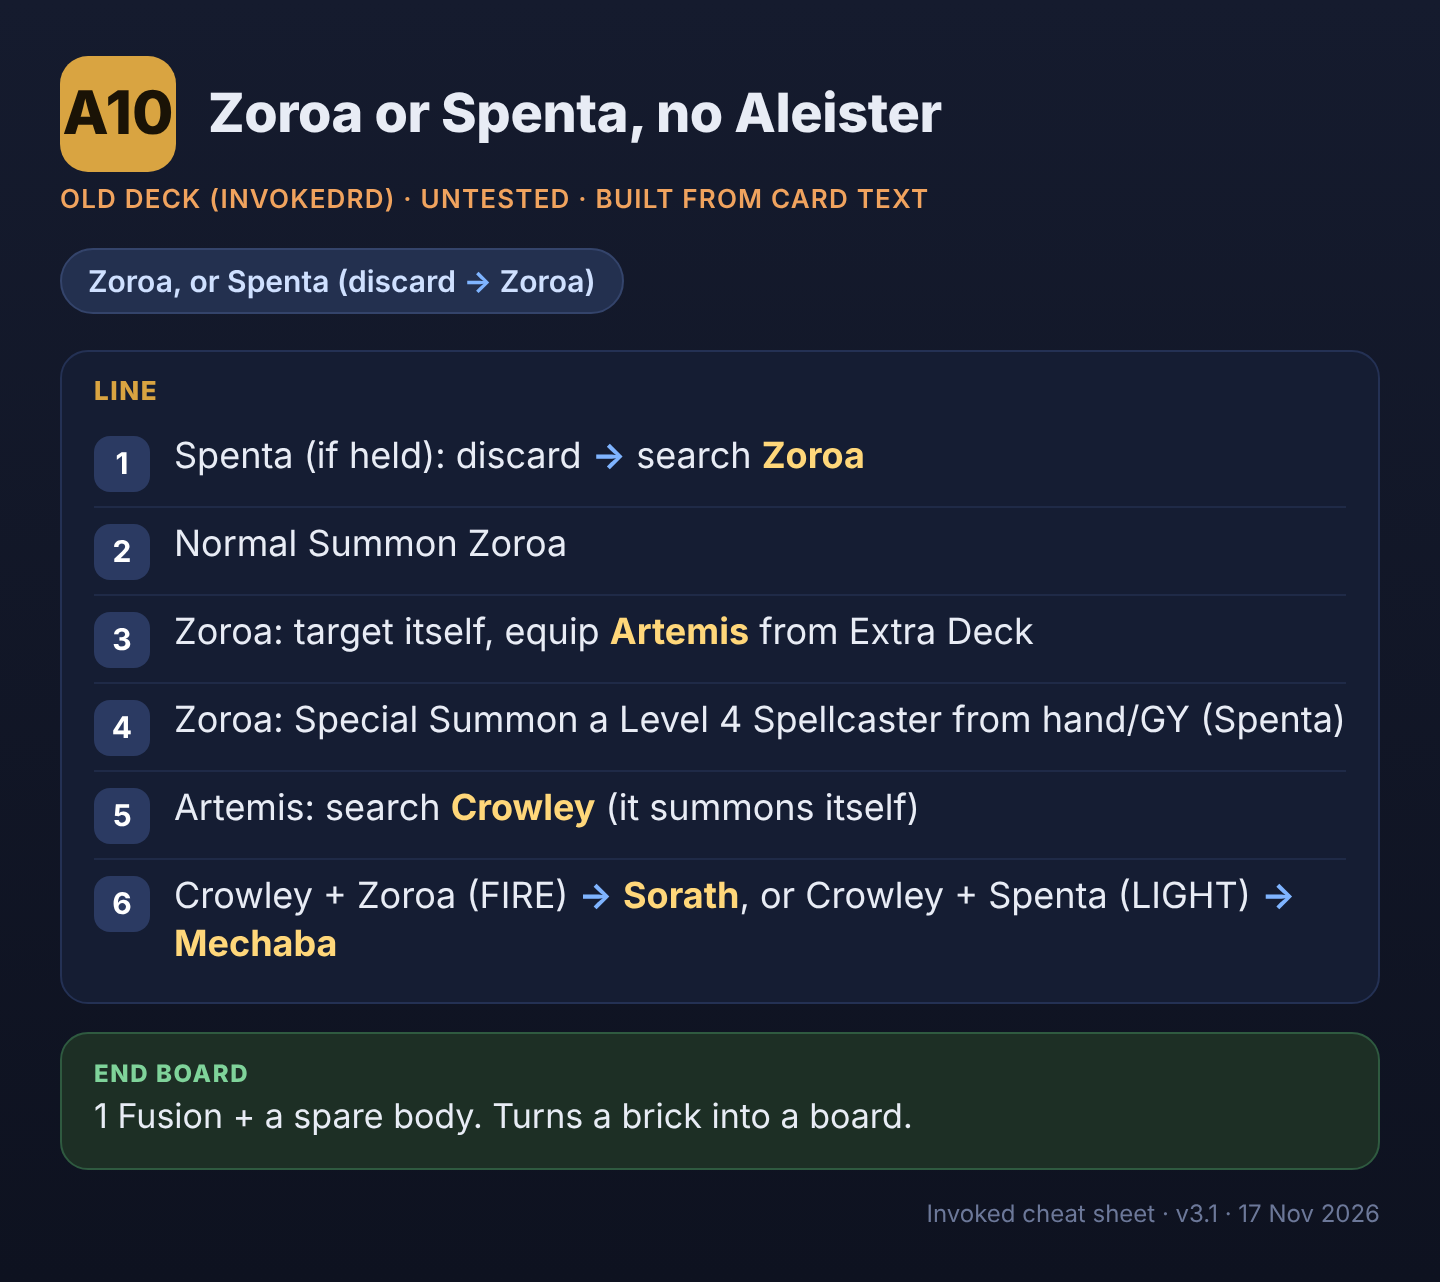 A10
Zoroa or Spenta, no Aleister
OLD DECK (INVOKEDRD) · UNTESTED · BUILT FROM CARD TEXT
Zoroa, or Spenta (discard → Zoroa)
LINE
1 Spenta (if held): discard → search Zoroa
2 Normal Summon Zoroa
3 Zoroa: target itself, equip Artemis from Extra Deck
4 Zoroa: Special Summon a Level 4 Spellcaster from hand/GY (Spenta)
5 Artemis: search Crowley (it summons itself)
6 Crowley + Zoroa (FIRE) → Sorath, or Crowley + Spenta (LIGHT) →
Mechaba
END BOARD
1 Fusion + a spare body. Turns a brick into a board.
Invoked cheat sheet · v3.1 · 17 Nov 2026